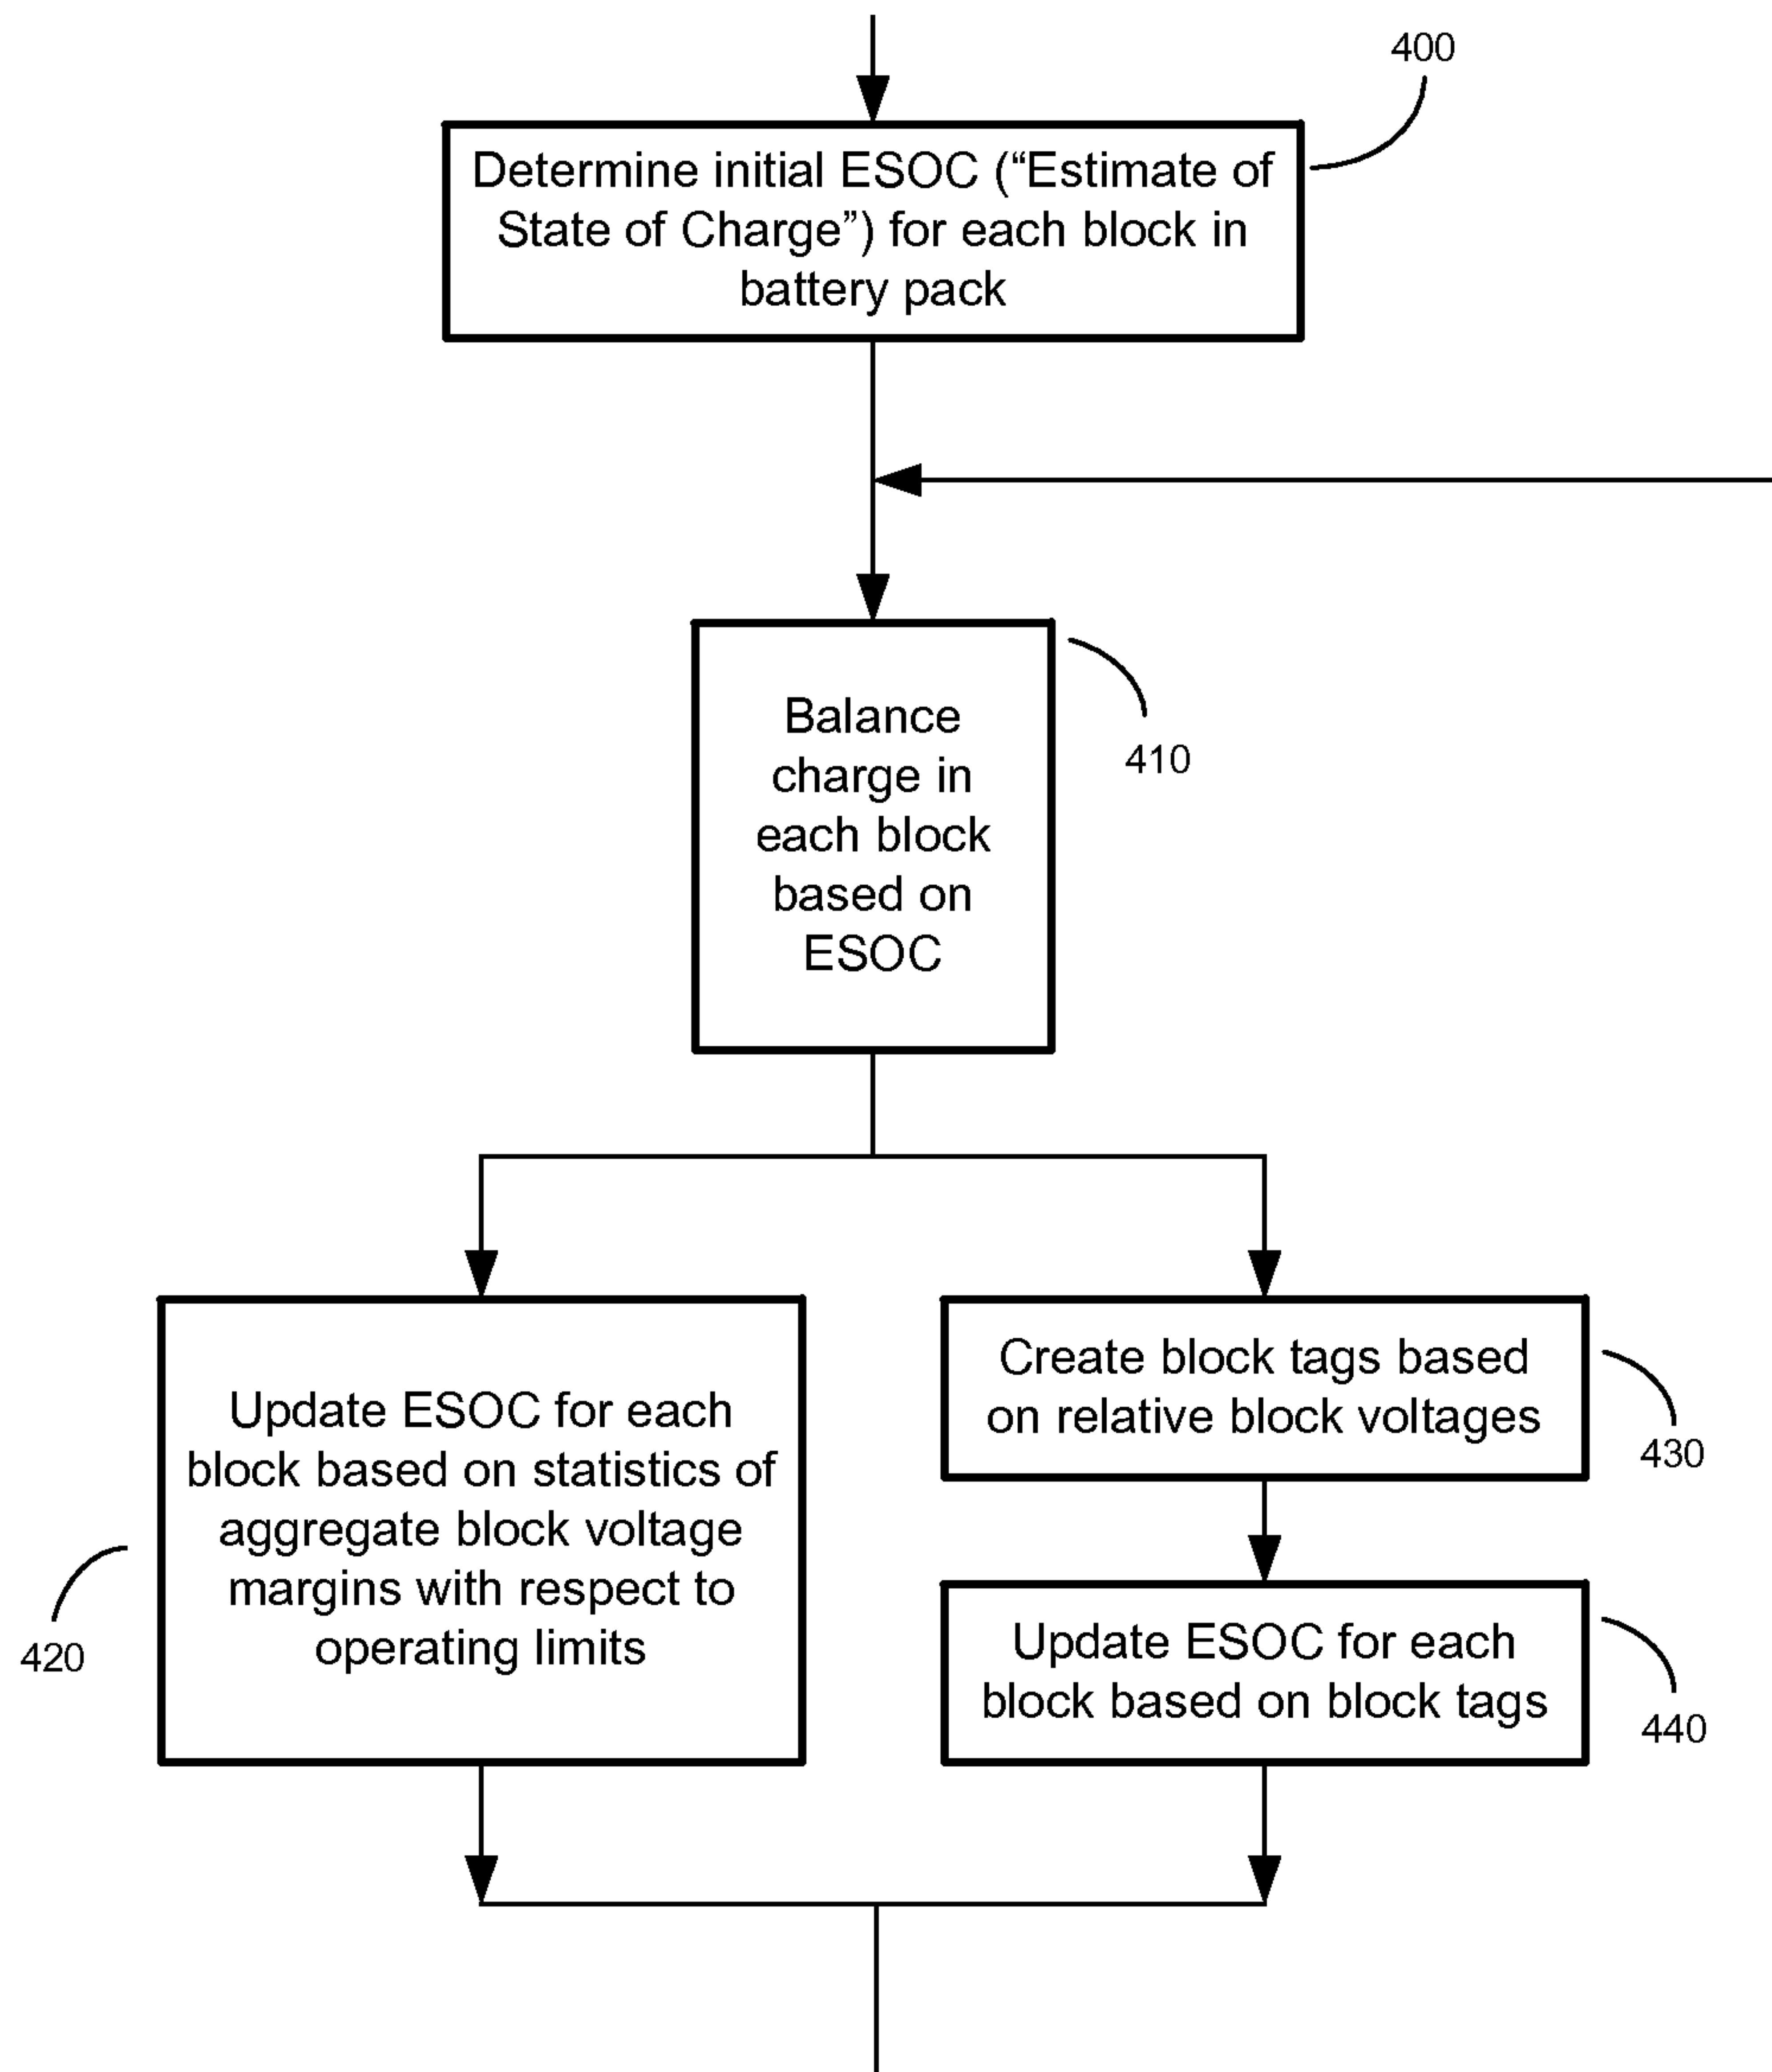 400
Determine initial ESOC (“Estimate of
State of Charge”) for each block in
battery pack
Balance
charge in
each block
based on
ESOC
410
Update ESOC for each
block based on statistics of
aggregate block voltage
margins with respect to
operating limits
420
Create block tags based
on relative block voltages
430
Update ESOC for each
block based on block tags
440